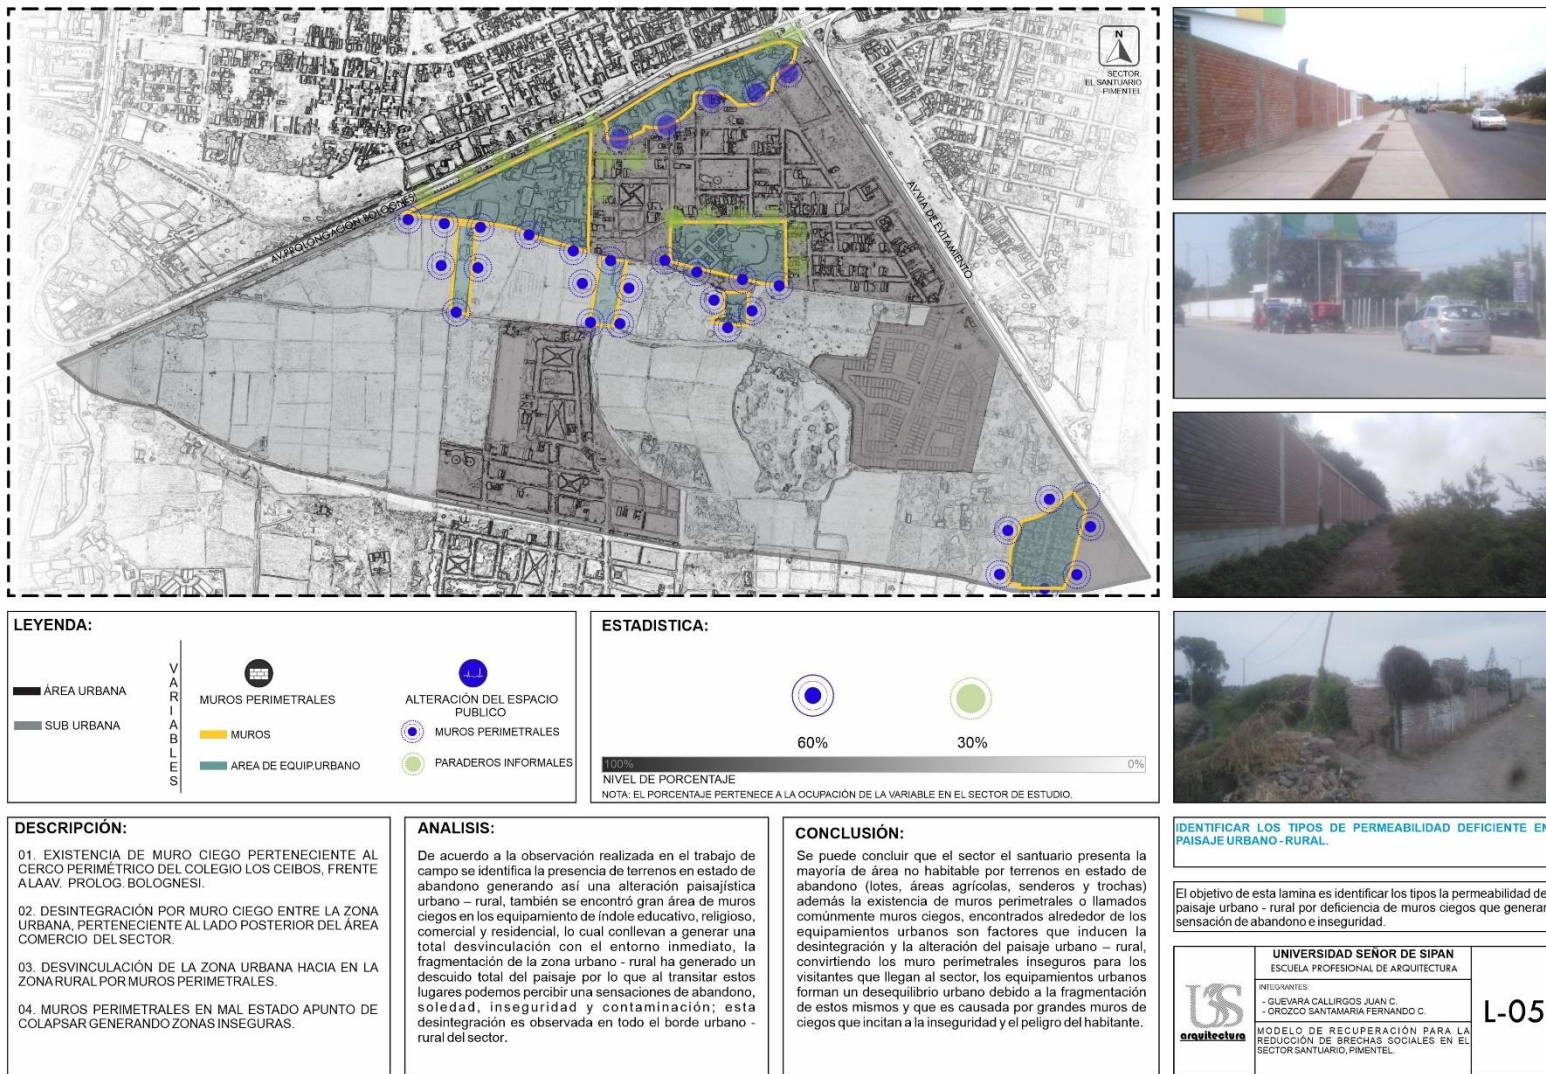 N
SECTOR:
EL SANTUARIO
-PIMENTEL
AV.PROLONGACIÓN BOLOGNESI
AV.VIA DE EVITAMIENTO
LEYENDA:
ÁREA URBANA
SUB URBANA
VARIABLES
MUROS PERIMETRALES
MUROS
AREA DE EQUIP.URBANO
ALTERACIÓN DEL ESPACIO
PUBLICO
MUROS PERIMETRALES
PARADEROS INFORMALES
ESTADISTICA:
60%
30%
100%
0%
NIVEL DE PORCENTAJE
NOTA: EL PORCENTAJE PERTENECE A LA OCUPACIÓN DE LA VARIABLE EN EL SECTOR DE ESTUDIO.
DESCRIPCIÓN:
01. EXISTENCIA DE MURO CIEGO PERTENECIENTE AL
CERCO PERIMÉTRICO DEL COLEGIO LOS CEIBOS, FRENTE
A LA AV. PROLOG. BOLOGNESI.
02. DESINTEGRACIÓN POR MURO CIEGO ENTRE LA ZONA
URBANA, PERTENECIENTE AL LADO POSTERIOR DEL ÁREA
COMERCIO DEL SECTOR.
03. DESVINCULACIÓN DE LA ZONA URBANA HACIA EN LA
ZONA RURAL POR MUROS PERIMETRALES.
04. MUROS PERIMETRALES EN MAL ESTADO APUNTO DE
COLAPSAR GENERANDO ZONAS INSEGURAS.
ANALISIS:
De acuerdo a la observación realizada en el trabajo de
campo se identifica la presencia de terrenos en estado de
abandono generando así una alteración paisajística
urbano – rural, también se encontró gran área de muros
ciegos en los equipamiento de índole educativo, religioso,
comercial y residencial, lo cual conllevan a generar una
total desvinculación con el entorno inmediato, la
fragmentación de la zona urbano - rural ha generado un
descuido total del paisaje por lo que al transitar estos
lugares podemos percibir una sensaciones de abandono,
soledad, inseguridad y contaminación; esta
desintegración es observada en todo el borde urbano -
rural del sector.
CONCLUSIÓN:
Se puede concluir que el sector el santuario presenta la
mayoría de área no habitable por terrenos en estado de
abandono (lotes, áreas agrícolas, senderos y trochas)
además la existencia de muros perimetrales o llamados
comúnmente muros ciegos, encontrados alrededor de los
equipamientos urbanos son factores que inducen la
desintegración y la alteración del paisaje urbano – rural,
convirtiendo los muro perimetrales inseguros para los
visitantes que llegan al sector, los equipamientos urbanos
forman un desequilibrio urbano debido a la fragmentación
de estos mismos y que es causada por grandes muros de
ciegos que incitan a la inseguridad y el peligro del habitante.
IDENTIFICAR LOS TIPOS DE PERMEABILIDAD DEFICIENTE EN
PAISAJE URBANO - RURAL.
El objetivo de esta lamina es identificar los tipos la permeabilidad de
paisaje urbano - rural por deficiencia de muros ciegos que generan
sensación de abandono e inseguridad.
USS
arquitectura
UNIVERSIDAD SEÑOR DE SIPAN
ESCUELA PROFESIONAL DE ARQUITECTURA
INTEGRANTES:
- GUEVARA CALLIRGOS JUAN C.
- OROZCO SANTAMARIA FERNANDO C.
MODELO DE RECUPERACIÓN PARA LA
REDUCCIÓN DE BRECHAS SOCIALES EN EL
SECTOR SANTUARIO, PIMENTEL.
L-05